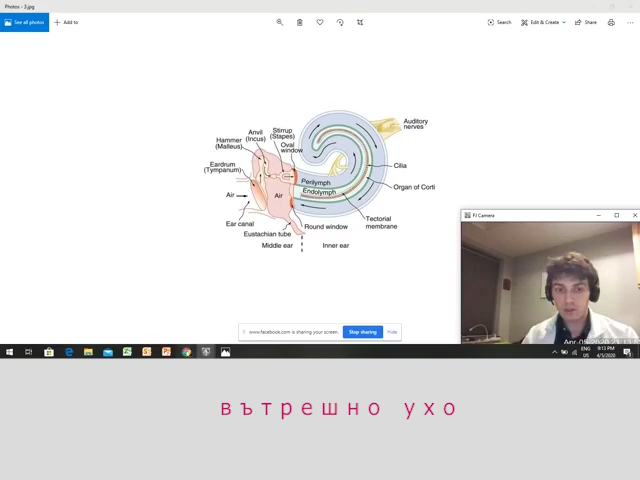 Photos - 3.jpg
See all photos
Add to
Search
Edit & Create
Share
Auditory
nerves
Stirrup
(Stapes)
Anvil
(Incus)
Hammer
(Malleus)
Oval
window
Eardrum
(Tympanum)
Cilia
Perilymph
Organ of Corti
Endolymph
Air
Air
Tectorial
membrane
Ear canal
Round window
Eustachian tube
Middle ear
Inner ear
FJ Camera
www.facebook.com is sharing your screen.
Stop sharing
Hide
ENG
US
9:13 PM
4/5/2020
вътрешно ухо